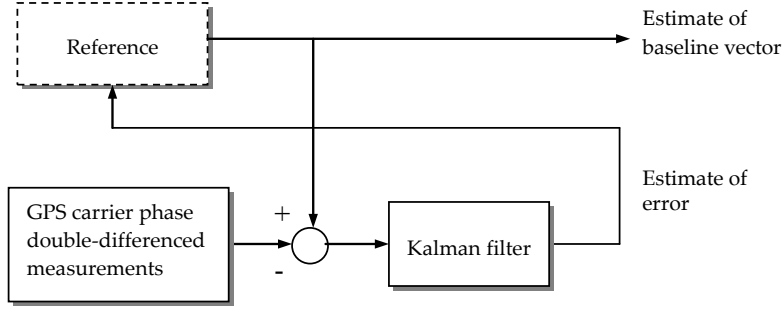 Reference
Estimate of
baseline vector
GPS carrier phase
double-differenced
measurements
+
-
Kalman filter
Estimate of
error